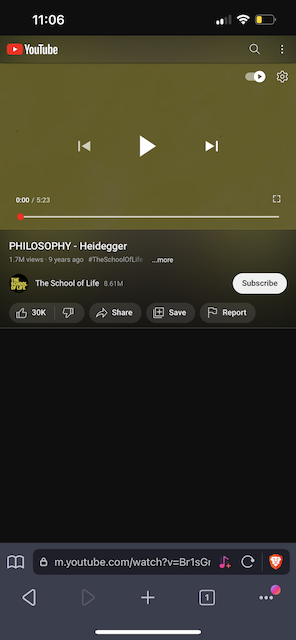 11:06
YouTube
0:00 / 5:23
PHILOSOPHY - Heidegger
1.7M views · 9 years ago #TheSchoolOfLife ...more
THE SCHOOL OF LIFE
The School of Life 8.61M
Subscribe
30K Share Save Report
m.youtube.com/watch?v=Br1sGr
1